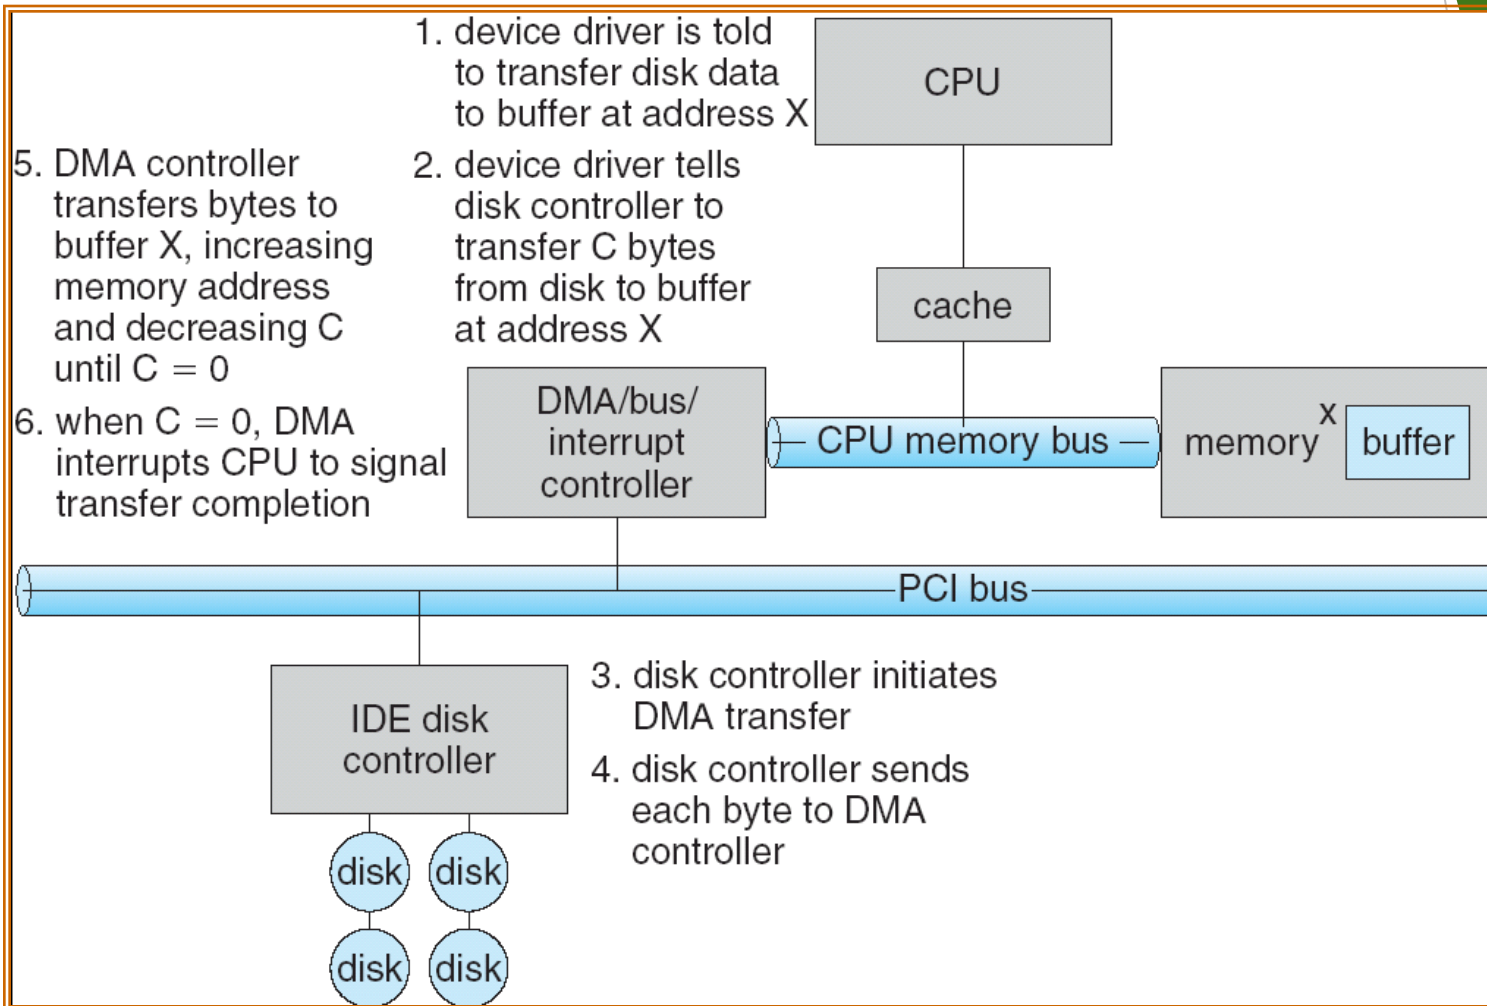 1. device driver is told
to transfer disk data
to buffer at address X
CPU
5. DMA controller
transfers bytes to
buffer X, increasing
memory address
and decreasing C
until C = 0
2. device driver tells
disk controller to
transfer C bytes
from disk to buffer
at address X
cache
6. when C = 0, DMA
interrupts CPU to signal
transfer completion
DMA/bus/
interrupt
controller
CPU memory bus
memory
x
buffer
PCI bus
IDE disk
controller
3. disk controller initiates
DMA transfer
4. disk controller sends
each byte to DMA
controller
disk
disk
disk
disk